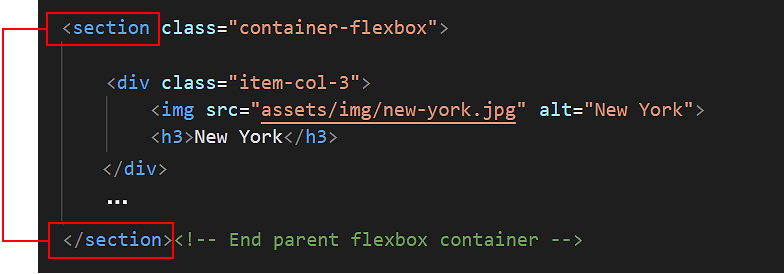 <section class="container-flexbox">
<div class="item-col-3">
<img src="assets/img/new-york.jpg" alt="New York">
<h3>New York</h3>
</div>
...
</section><!-- End parent flexbox container -->